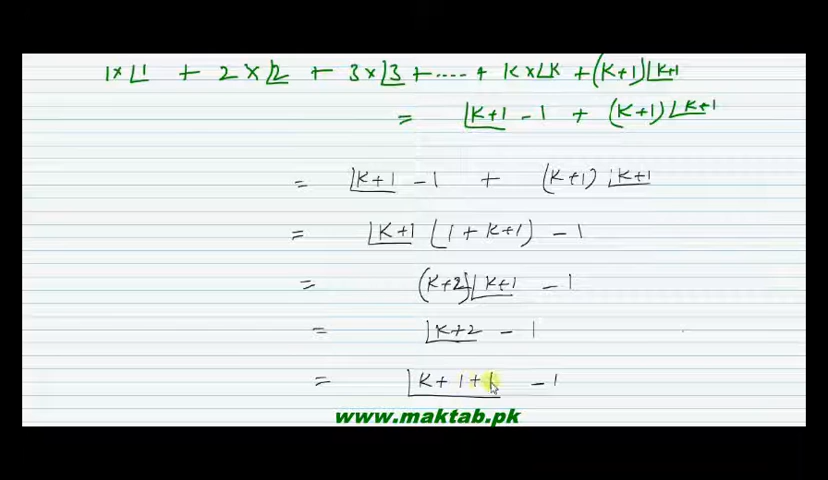 1×⌊1 + 2×⌊2 + 3×⌊3 +....+ K×⌊K +(K+1)⌊K+1
= ⌊K+1 -1 + (K+1)⌊K+1
= ⌊K+1 -1 + (K+1)⌊K+1
= ⌊K+1 (1+K+1) -1
= (K+2)⌊K+1 -1
= ⌊K+2 -1
= ⌊K+1+1 -1
www.maktab.pk